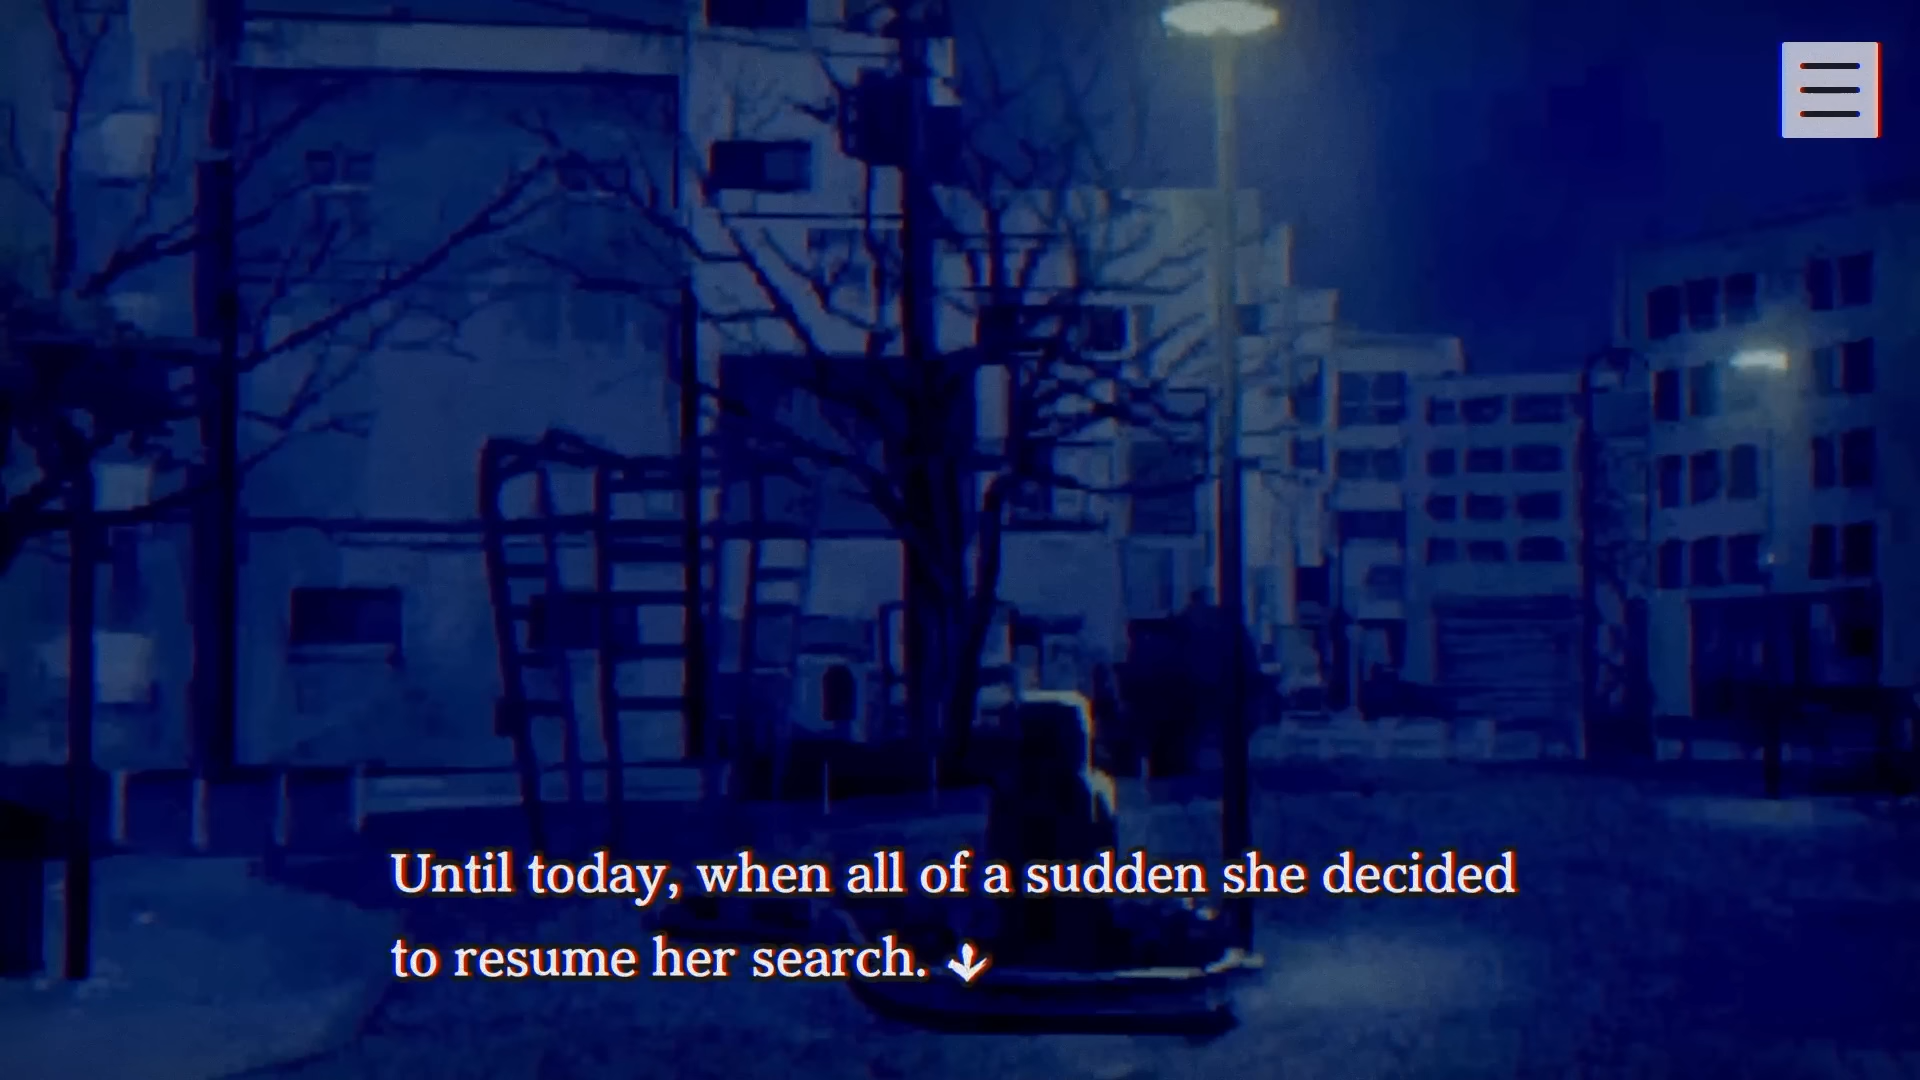 Until today, when all of a sudden she decided
to resume her search.